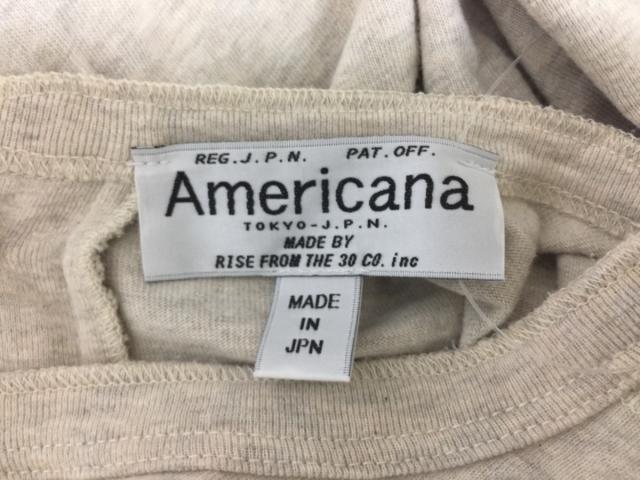 REG.J.P.N. PAT.OFF.
Americana
TOKYO-J.P.N.
MADE BY
RISE FROM THE 30 CO. inc
MADE
IN
JPN